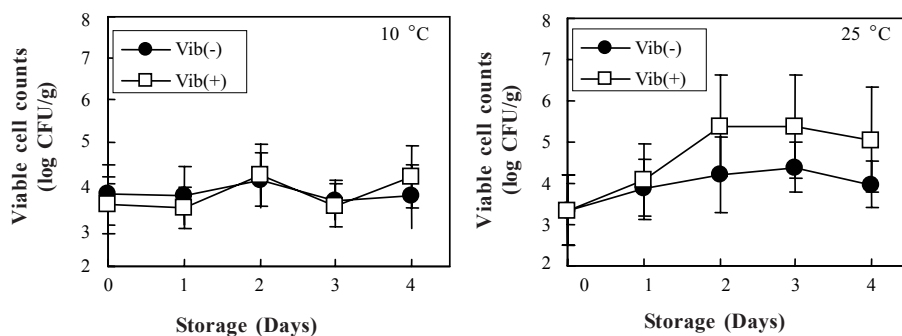 8
7
6
5
4
3
2
10 °C
Vib(-)
Vib(+)
Viable cell counts
(log CFU/g)
0 1 2 3 4
Storage (Days)
8
7
6
5
4
3
2
25 °C
Vib(-)
Vib(+)
Viable cell counts
(log CFU/g)
0 1 2 3 4
Storage (Days)